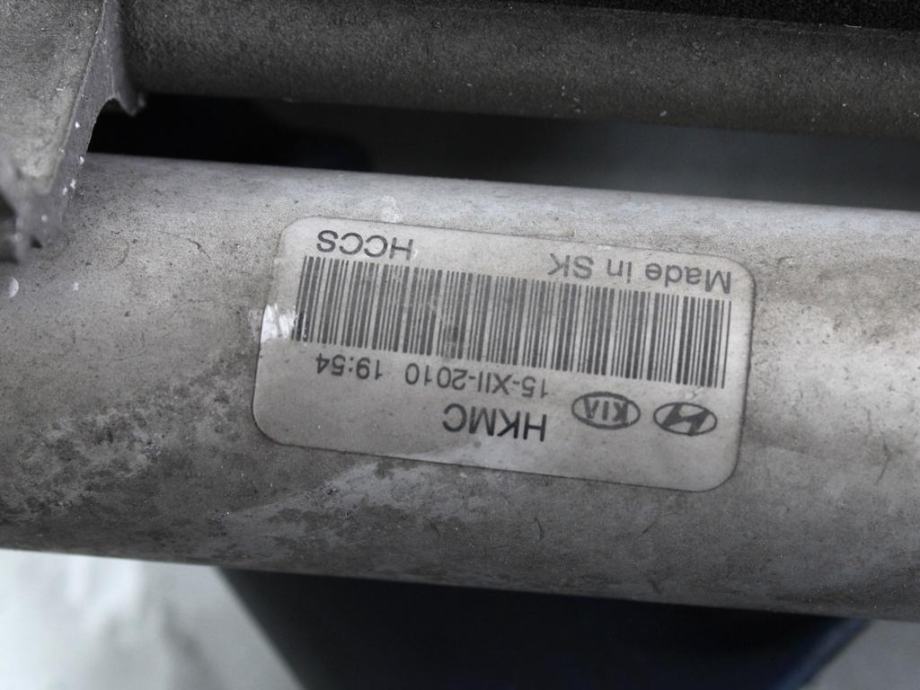 KIA HKMC
15-XII-2010 19:54
Made in SK HCCS